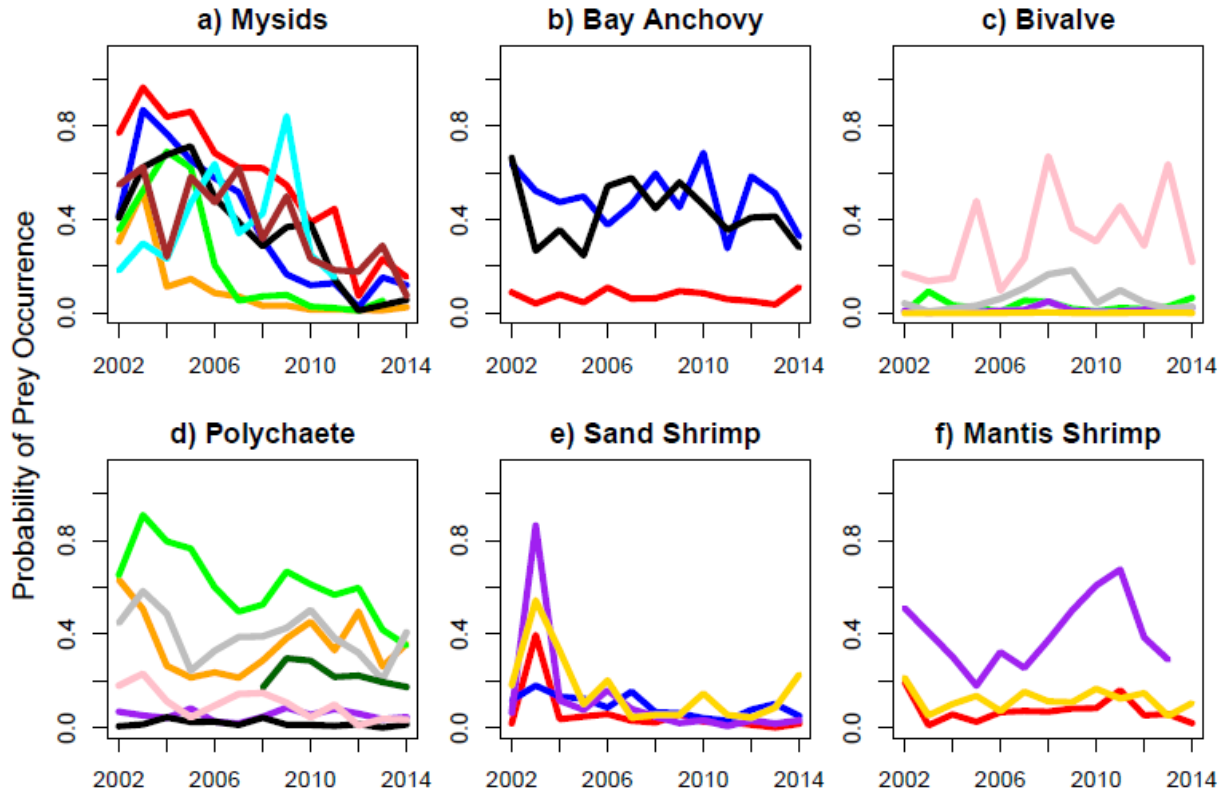 a) Mysids
b) Bay Anchovy
c) Bivalve
Probability of Prey Occurrence
0.8
0.4
0.0
2002 2006 2010 2014
0.8
0.4
0.0
2002 2006 2010 2014
0.8
0.4
0.0
2002 2006 2010 2014
d) Polychaete
e) Sand Shrimp
f) Mantis Shrimp
0.8
0.4
0.0
2002 2006 2010 2014
0.8
0.4
0.0
2002 2006 2010 2014
0.8
0.4
0.0
2002 2006 2010 2014